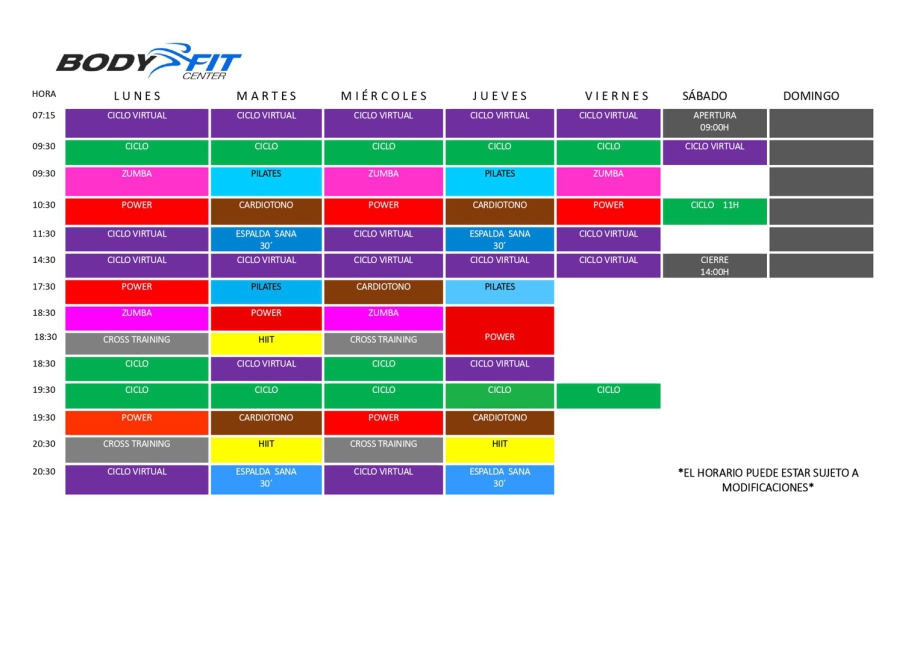 BODY FIT
CENTER
HORA LUNES MARTES MIÉRCOLES JUEVES VIERNES SÁBADO DOMINGO
07:15 CICLO VIRTUAL CICLO VIRTUAL CICLO VIRTUAL CICLO VIRTUAL CICLO VIRTUAL APERTURA
09:00H
09:30 CICLO CICLO CICLO CICLO CICLO CICLO VIRTUAL
09:30 ZUMBA PILATES ZUMBA PILATES ZUMBA
10:30 POWER CARDIOTONO POWER CARDIOTONO POWER CICLO 11H
11:30 CICLO VIRTUAL ESPALDA SANA CICLO VIRTUAL ESPALDA SANA CICLO VIRTUAL
30´ 30´
14:30 CICLO VIRTUAL CICLO VIRTUAL CICLO VIRTUAL CICLO VIRTUAL CICLO VIRTUAL CIERRE
14:00H
17:30 POWER PILATES CARDIOTONO PILATES
18:30 ZUMBA POWER ZUMBA
18:30 CROSS TRAINING HIIT CROSS TRAINING POWER
18:30 CICLO CICLO VIRTUAL CICLO CICLO VIRTUAL
19:30 CICLO CICLO CICLO CICLO CICLO
19:30 POWER CARDIOTONO POWER CARDIOTONO
20:30 CROSS TRAINING HIIT CROSS TRAINING HIIT
20:30 CICLO VIRTUAL ESPALDA SANA CICLO VIRTUAL ESPALDA SANA
30´ 30´
*EL HORARIO PUEDE ESTAR SUJETO A
MODIFICACIONES*